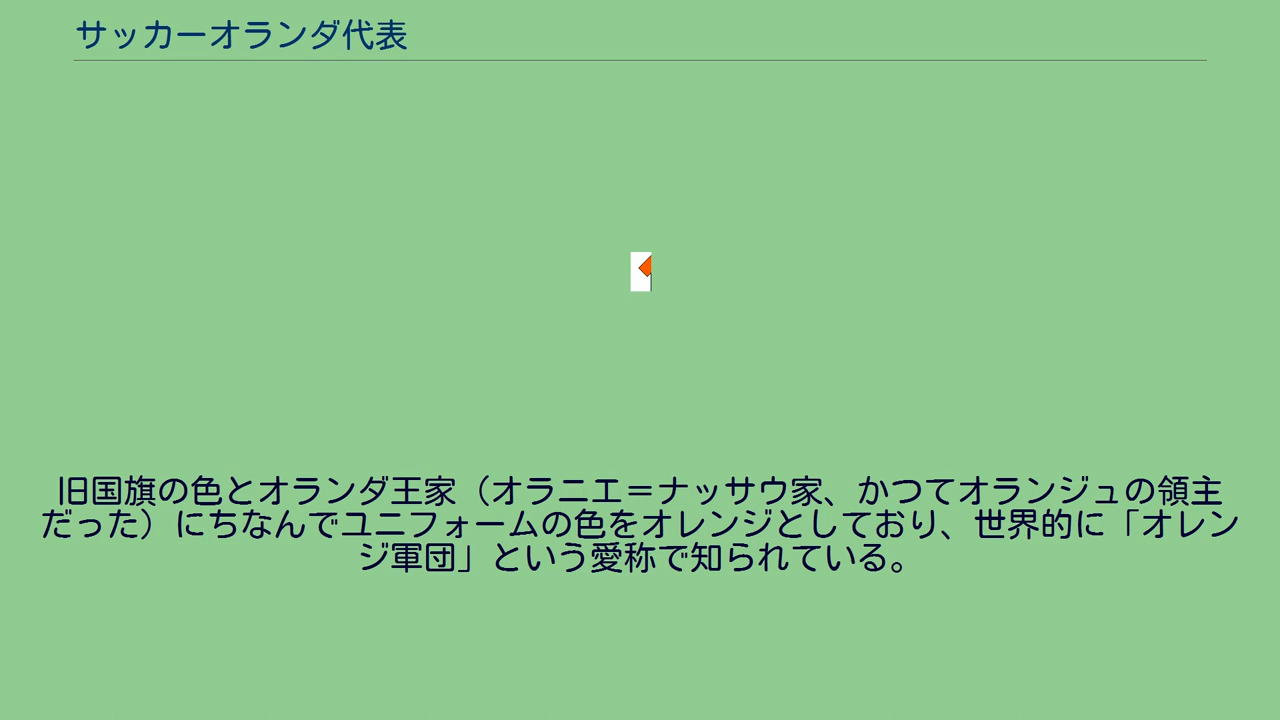 サッカーオランダ代表
旧国旗の色とオランダ王家（オラニエ＝ナッサウ家、かつてオランジュの領主
だった）にちなんでユニフォームの色をオレンジとしており、世界的に「オレン
ジ軍団」という愛称で知られている。